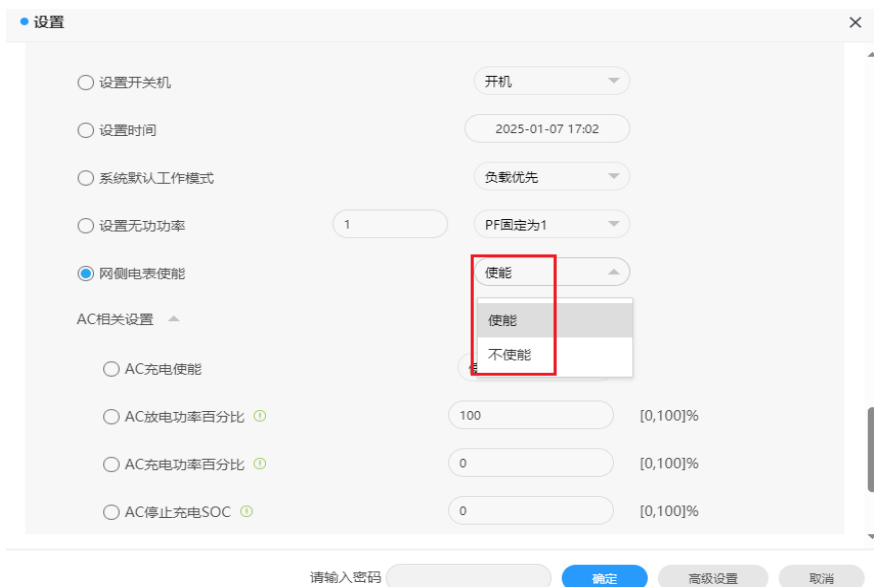 设置
设置开关机 开机
设置时间 2025-01-07 17:02
系统默认工作模式 负载优先
设置无功功率 1 PF固定为1
网侧电表使能 使能
使能
不使能
AC相关设置
AC充电使能
AC放电功率百分比 100 [0,100]%
AC充电功率百分比 0 [0,100]%
AC停止充电SOC 0 [0,100]%
请输入密码 确定 高级设置 取消